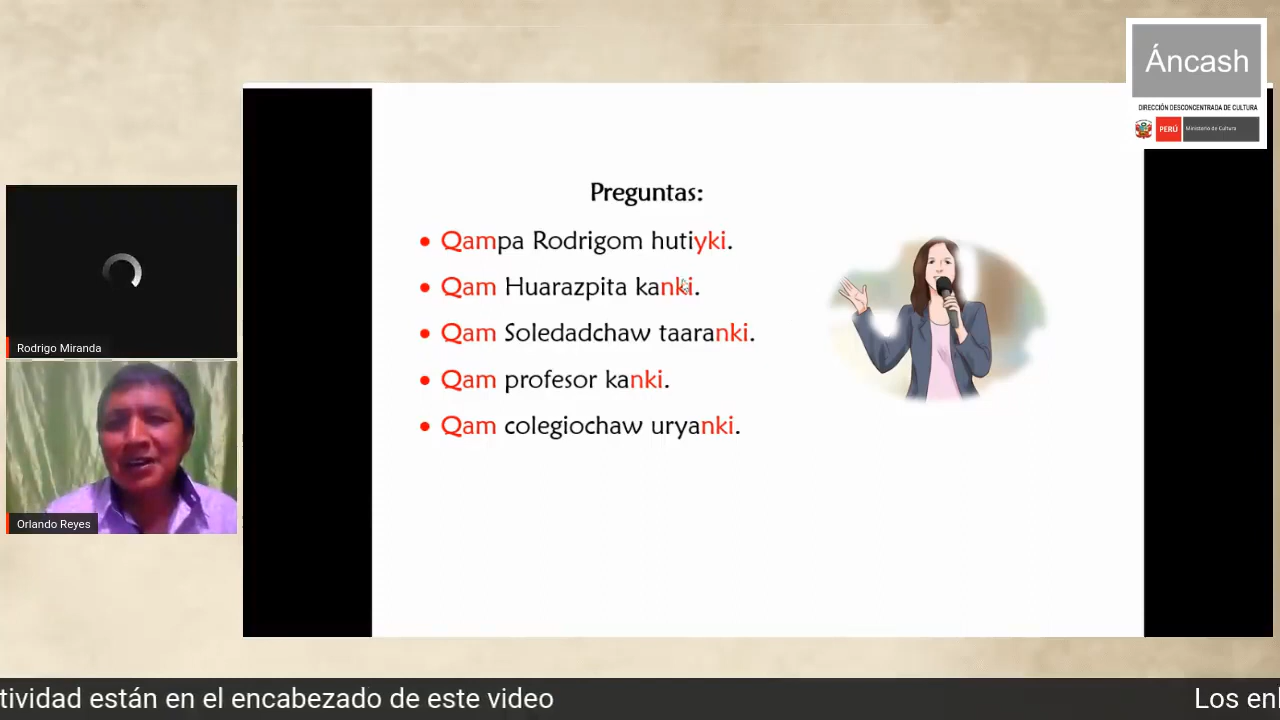 Áncash
DIRECCIÓN DESCONCENTRADA DE CULTURA
PERÚ
Ministerio de Cultura
Preguntas:
• Qampa Rodrigom hutiyki.
• Qam Huarazpita kanki.
• Qam Soledadchaw taaranki.
• Qam profesor kanki.
• Qam colegiochaw uryanki.
Rodrigo Miranda
Orlando Reyes
tividad están en el encabezado de este video
Los enl